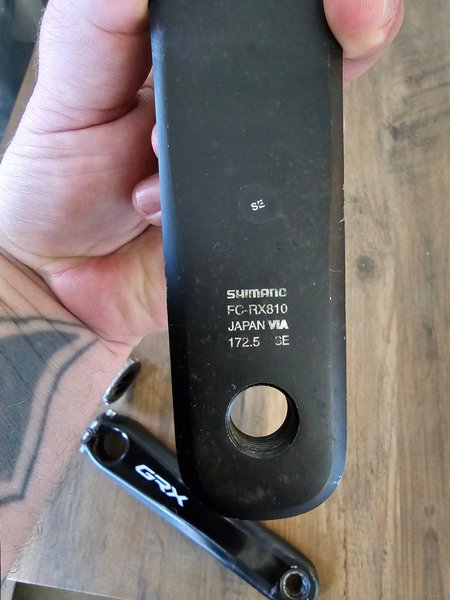 SE
SHIMANO
FC-RX810
JAPAN VIA
172.5 SE
GRX